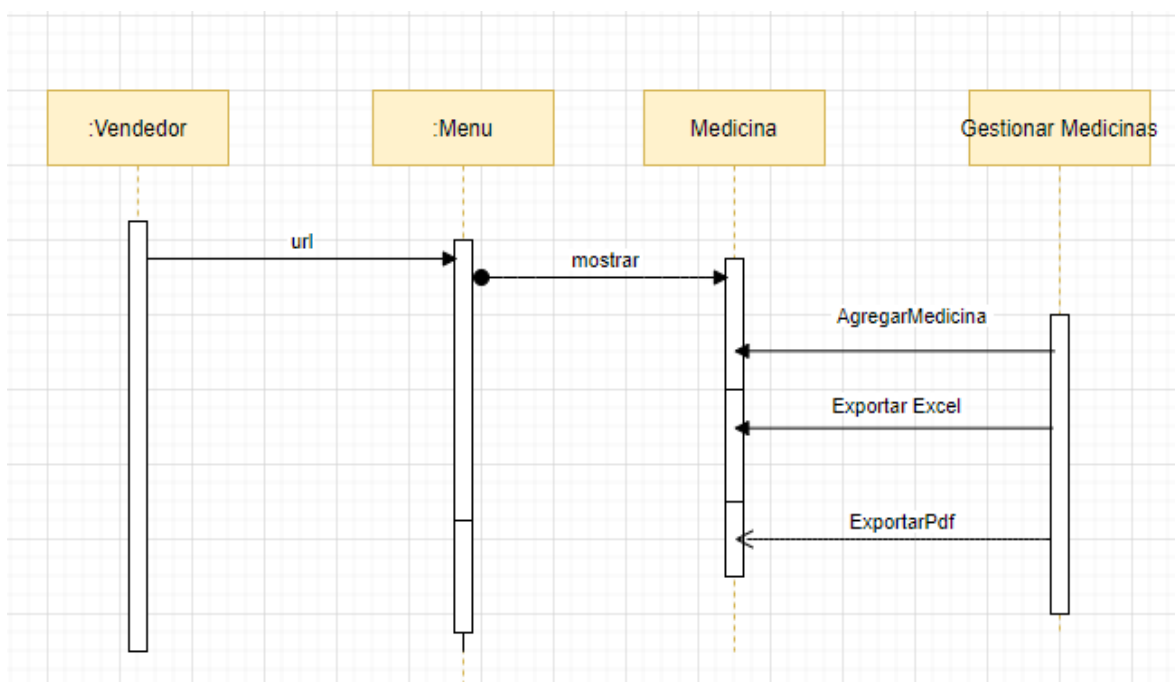 :Vendedor
:Menu
Medicina
Gestionar Medicinas
url
mostrar
AgregarMedicina
Exportar Excel
ExportarPdf